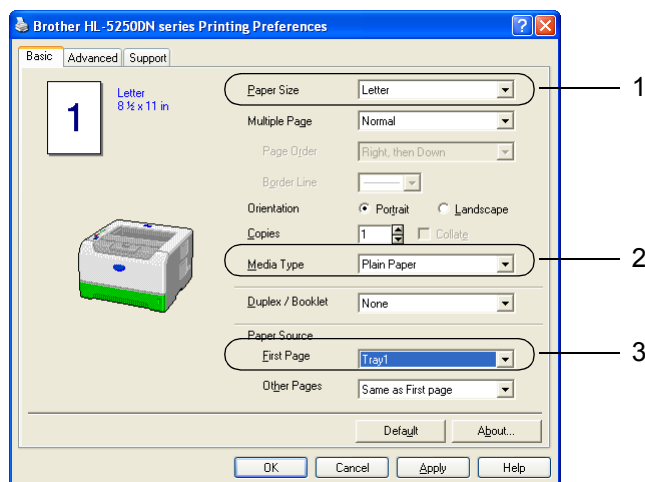 Brother HL-5250DN series Printing Preferences
Basic Advanced Support
1
Letter
8 ½ x 11 in
Paper Size Letter 1
Multiple Page Normal
Page Order Right, then Down
Border Line
Orientation Portrait Landscape
Copies 1 Collate
Media Type Plain Paper 2
Duplex / Booklet None
Paper Source
First Page Tray1 3
Other Pages Same as First page
Default About...
OK Cancel Apply Help